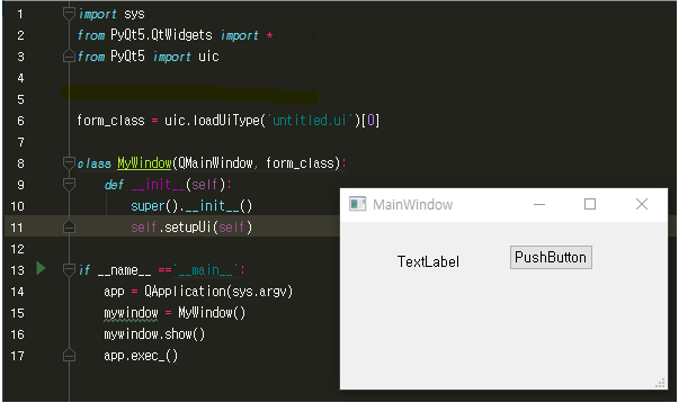 1 import sys
2 from PyQt5.QtWidgets import *
3 from PyQt5 import uic
4
5
6 form_class = uic.loadUiType('untitled.ui')[0]
7
8 class MyWindow(QMainWindow, form_class):
9 def __init__(self):
10 super().__init__()
11 self.setupUi(self)
12
13 if __name__ =='__main__':
14 app = QApplication(sys.argv)
15 mywindow = MyWindow()
16 mywindow.show()
17 app.exec_()
MainWindow
TextLabel PushButton